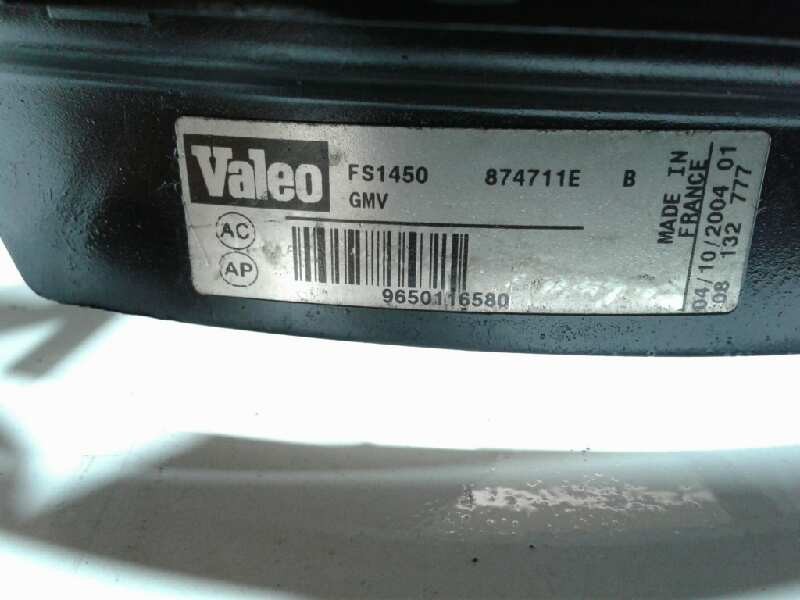 Valeo
FS1450 874711E B
GMV
AC
AP
9650116580
MADE IN
FRANCE
04/10/2004 01
08 132 777